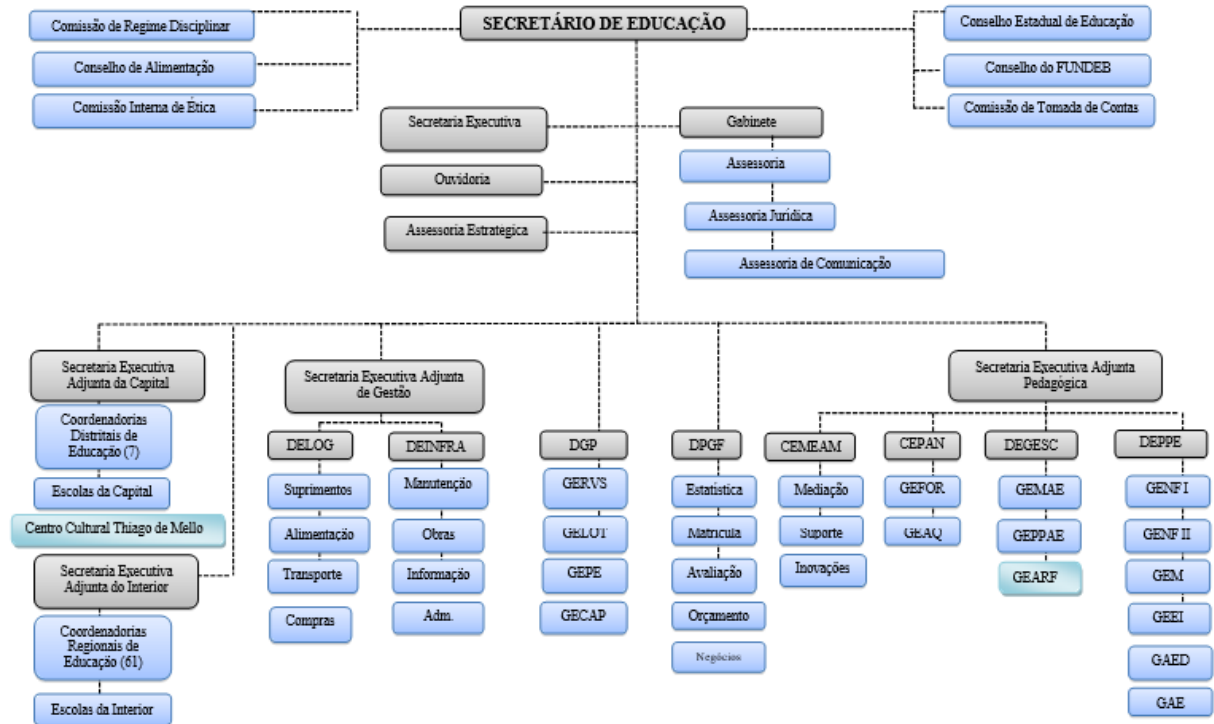 SECRETÁRIO DE EDUCAÇÃO
Comissão de Regime Disciplinar
Conselho de Alimentação
Comissão Interna de Ética
Conselho Estadual de Educação
Conselho do FUNDEB
Comissão de Tomada de Contas
Secretaria Executiva
Ouvidoria
Assessoria Estrategica
Gabinete
Assessoria
Assessoria Jurídica
Assessoria de Comunicação
Secretaria Executiva
Adjunta da Capital
Coordenadorias
Distritais de
Educação (7)
Escolas da Capital
Centro Cultural Thiago de Mello
Secretaria Executiva
Adjunta do Interior
Coordenadorias
Regionais de
Educação (61)
Escolas da Interior
Secretaria Executiva Adjunta
de Gestão
DELOG
Suprimentos
Alimentação
Transporte
Compras
DEINFRA
Manutenção
Obras
Informação
Adm.
DGP
GERVS
GELOT
GEPE
GECAP
DPGF
Estatística
Matricula
Avaliação
Orçamento
Negócios
Secretaria Executiva Adjunta
Pedagógica
CEMEAM
Mediação
Suporte
Inovações
CEPAN
GEFOR
GEAQ
DEGESC
GEMAE
GEPPAE
GEARF
DEPPE
GENF I
GENF II
GEM
GEEI
GAED
GAE